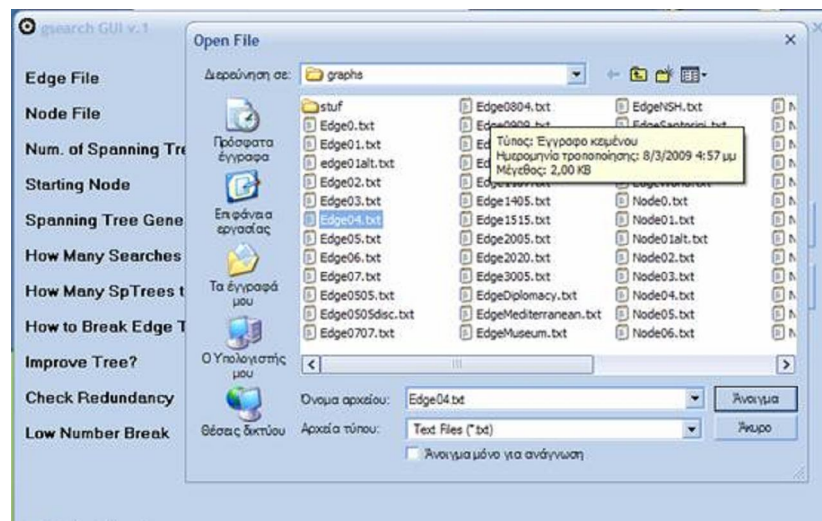 gsearch GUI v.1
Open File
Edge File
Node File
Num. of Spanning Tre
Starting Node
Spanning Tree Gene
How Many Searches
How Many SpTrees t
How to Break Edge T
Improve Tree?
Check Redundancy
Low Number Break
Διερεύνηση σε:
graphs
Πρόσφατα έγγραφα
Επιφάνεια εργασίας
Τα έγγραφά μου
Ο Υπολογιστής μου
Θέσεις δικτύου
stuf
Edge0.txt
Edge01.txt
edge01alt.txt
Edge02.txt
Edge03.txt
Edge04.txt
Edge05.txt
Edge06.txt
Edge07.txt
Edge0505.txt
Edge0505disc.txt
Edge0707.txt
Edge0804.txt
Edge1405.txt
Edge1515.txt
Edge2005.txt
Edge2020.txt
Edge3005.txt
EdgeDiplomacy.txt
EdgeMediterranean.txt
EdgeMuseum.txt
EdgeNSH.txt
EdgeSantorini.txt
Node0.txt
Node01.txt
Node01alt.txt
Node02.txt
Node03.txt
Node04.txt
Node05.txt
Node06.txt
Τύπος: Έγγραφο κειμένου
Ημερομηνία τροποποίησης: 8/3/2009 4:57 μμ
Μέγεθος: 2,00 KB
Όνομα αρχείου:
Edge04.txt
Άνοιγμα
Αρχεία τύπου:
Text Files (*.txt)
Άκυρο
Άνοιγμα μόνο για ανάγνωση